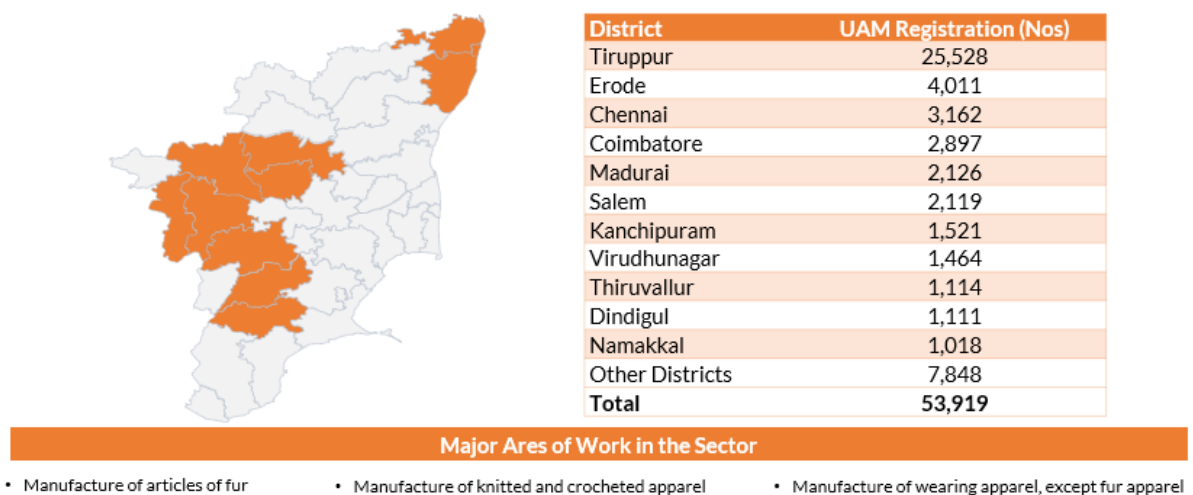 District UAM Registration (Nos)
Tiruppur 25,528
Erode 4,011
Chennai 3,162
Coimbatore 2,897
Madurai 2,126
Salem 2,119
Kanchipuram 1,521
Virudhunagar 1,464
Thiruvallur 1,114
Dindigul 1,111
Namakkal 1,018
Other Districts 7,848
Total 53,919
Major Ares of Work in the Sector
• Manufacture of articles of fur
• Manufacture of knitted and crocheted apparel
• Manufacture of wearing apparel, except fur apparel